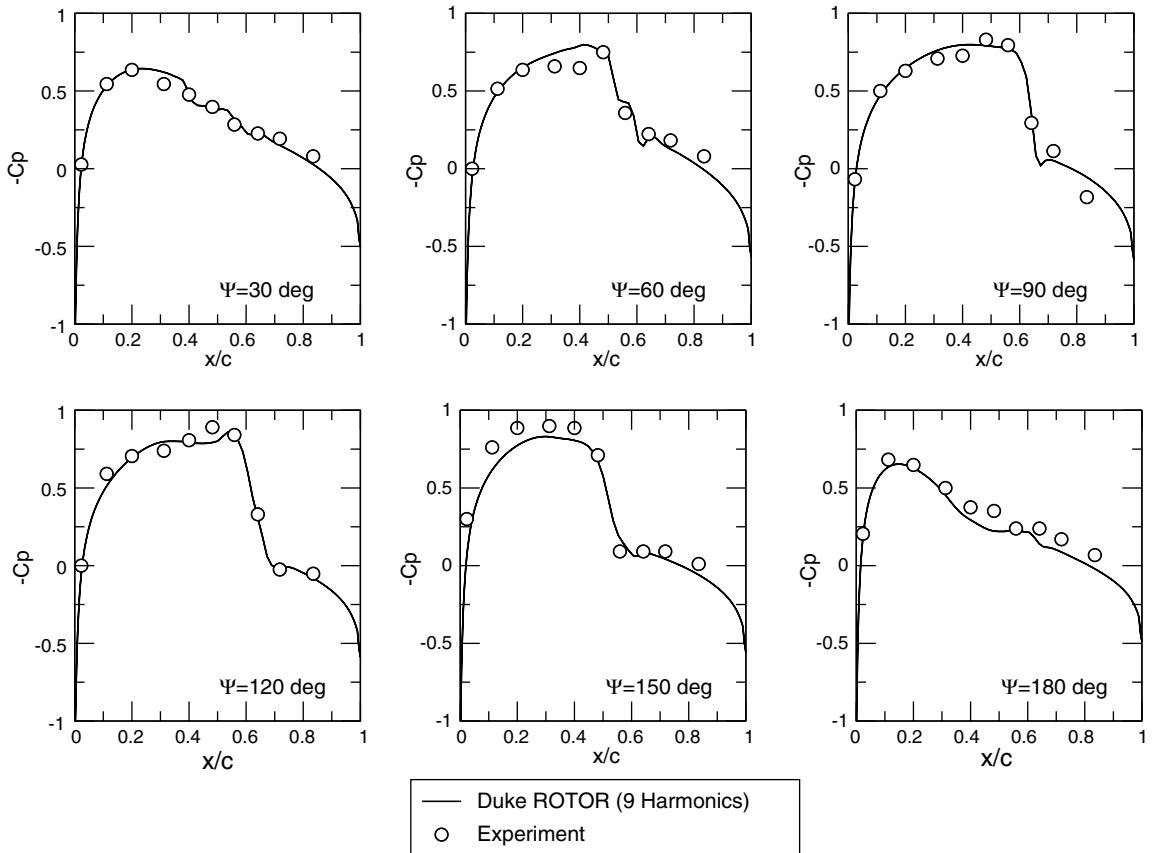 1
0.5
0
-0.5
-1
-Cp
0 0.2 0.4 0.6 0.8 1
x/c
Ψ=30 deg
1
0.5
0
-0.5
-1
-Cp
0 0.2 0.4 0.6 0.8 1
x/c
Ψ=60 deg
1
0.5
0
-0.5
-1
-Cp
0 0.2 0.4 0.6 0.8 1
x/c
Ψ=90 deg
1
0.5
0
-0.5
-1
-Cp
0 0.2 0.4 0.6 0.8 1
x/c
Ψ=120 deg
1
0.5
0
-0.5
-1
-Cp
0 0.2 0.4 0.6 0.8 1
x/c
Ψ=150 deg
1
0.5
0
-0.5
-1
-Cp
0 0.2 0.4 0.6 0.8 1
x/c
Ψ=180 deg
Duke ROTOR (9 Harmonics)
Experiment